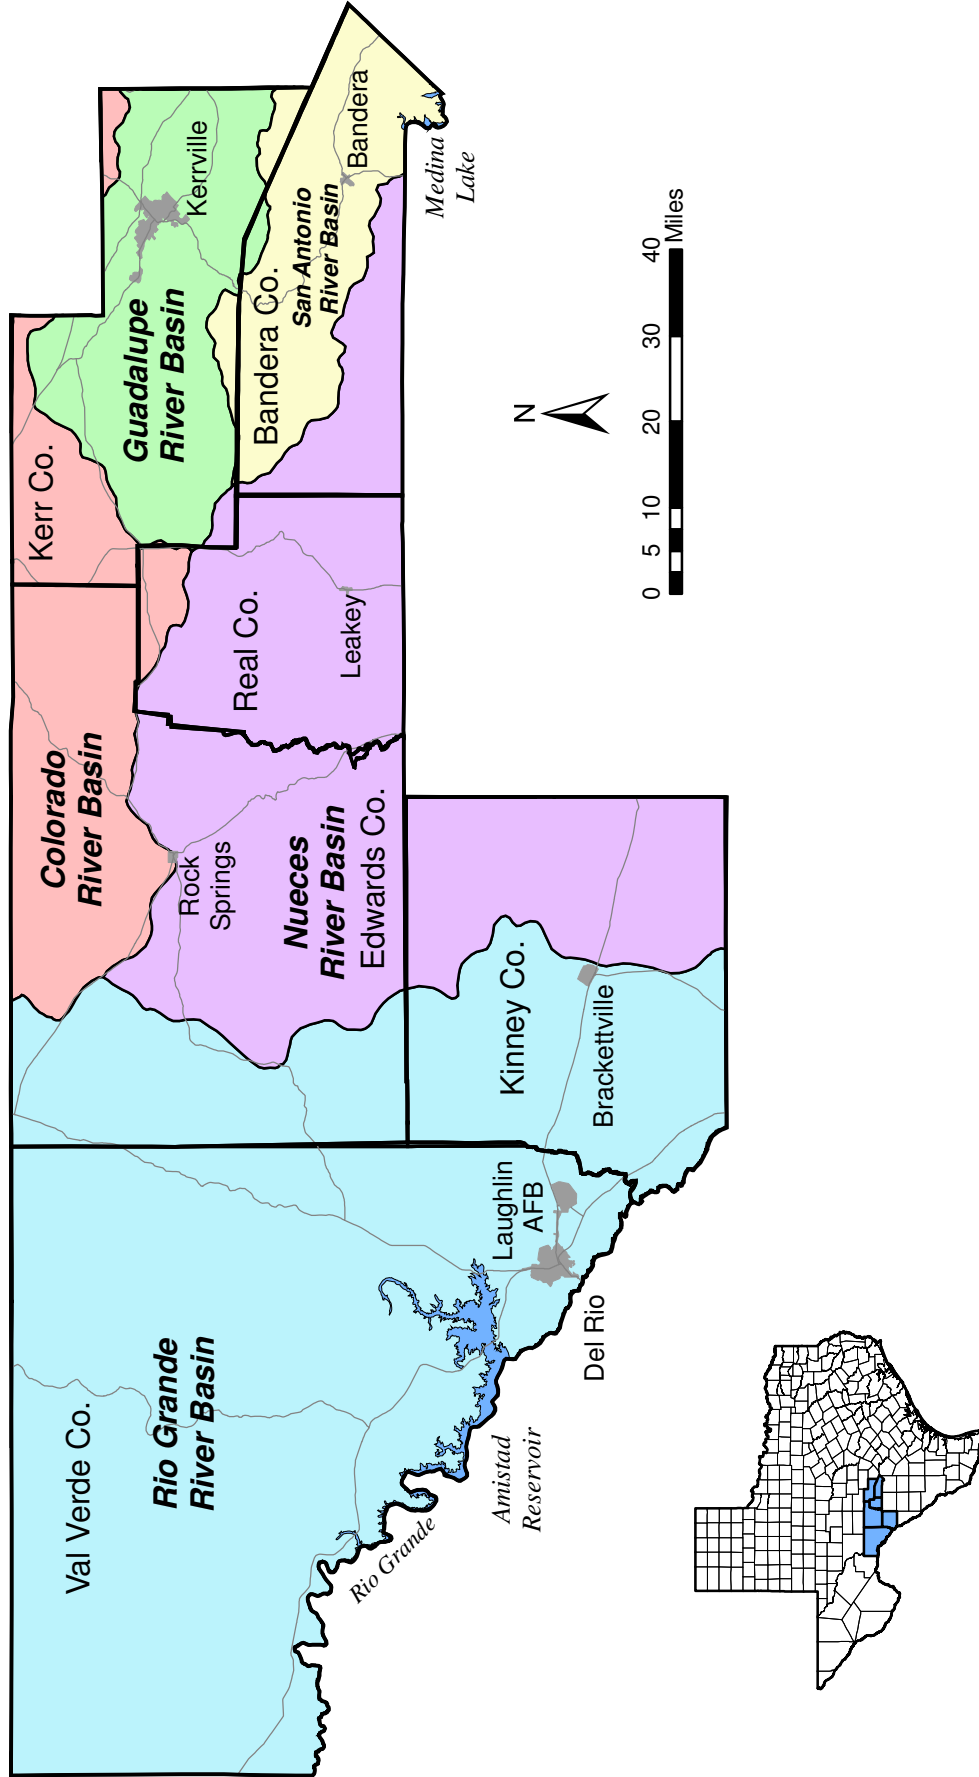 Val Verde Co.
Rio Grande
River Basin
Rio Grande
Amistad
Reservoir
Del Rio
Laughlin
AFB
Kinney Co.
Brackettville
Colorado
River Basin
Rock
Springs
Nueces
River Basin
Edwards Co.
Kerr Co.
Real Co.
Leakey
Guadalupe
River Basin
Kerrville
Bandera Co.
San Antonio
River Basin
Bandera
Medina
Lake
N
0 5 10 20 30 40
Miles